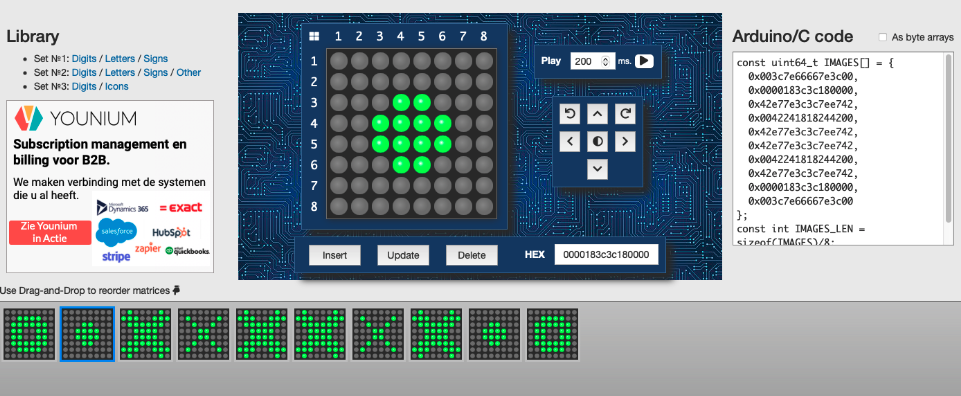 Library
Set №1: Digits / Letters / Signs
Set №2: Digits / Letters / Signs / Other
Set №3: Digits / Icons
YOUNIUM
Subscription management en
billing voor B2B.
We maken verbinding met de systemen
die u al heeft.
Microsoft
Dynamics 365
= EXACT
Zie Younium
in Actie
salesforce
HubSpot
stripe
zapier
quickbooks.
1 2 3 4 5 6 7 8
1
2
3
4
5
6
7
8
Play 200 ms.
Insert Update Delete HEX 0000183c3c180000
Arduino/C code As byte arrays
const uint64_t IMAGES[] = {
0x003c7e66667e3c00,
0x0000183c3c180000,
0x42e77e3c3c7ee742,
0x0042241818244200,
0x42e77e3c3c7ee742,
0x42e77e3c3c7ee742,
0x0042241818244200,
0x42e77e3c3c7ee742,
0x0000183c3c180000,
0x003c7e66667e3c00
};
const int IMAGES_LEN =
sizeof(IMAGES)/8;
Use Drag-and-Drop to reorder matrices